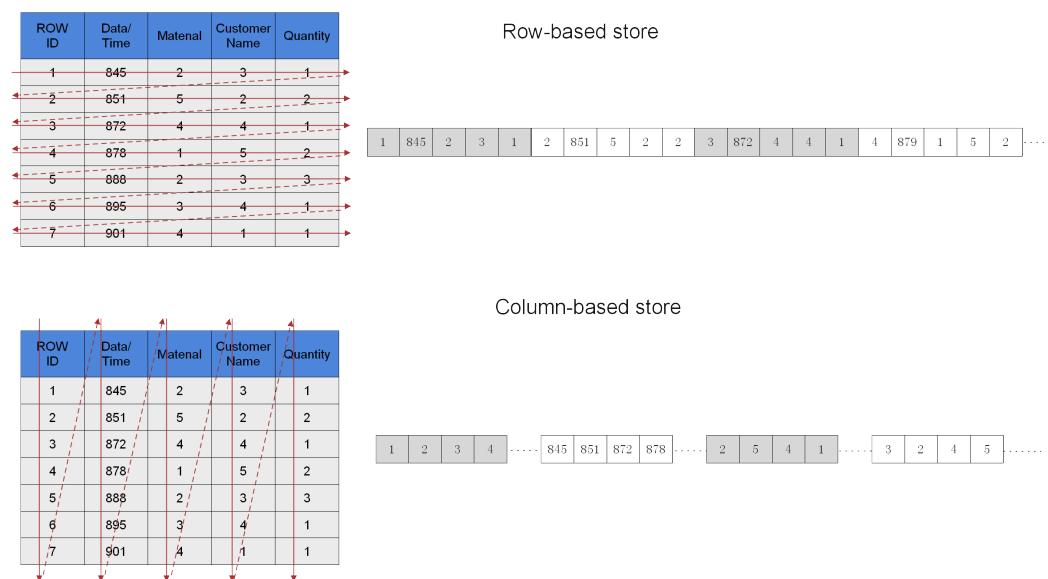 Row-based store
ROW ID Data/ Time Matenal Customer Name Quantity
1 845 2 3 1
2 851 5 2 2
3 872 4 4 1
4 878 1 5 2
5 888 2 3 3
6 895 3 4 1
7 901 4 1 1
1 845 2 3 1 2 851 5 2 2 3 872 4 4 1 4 879 1 5 2 ....
Column-based store
ROW ID Data/ Time Matenal Customer Name Quantity
1 845 2 3 1
2 851 5 2 2
3 872 4 4 1
4 878 1 5 2
5 888 2 3 3
6 895 3 4 1
7 901 4 1 1
1 2 3 4 ...... 845 851 872 878 ...... 2 5 4 1 ...... 3 2 4 5 ......